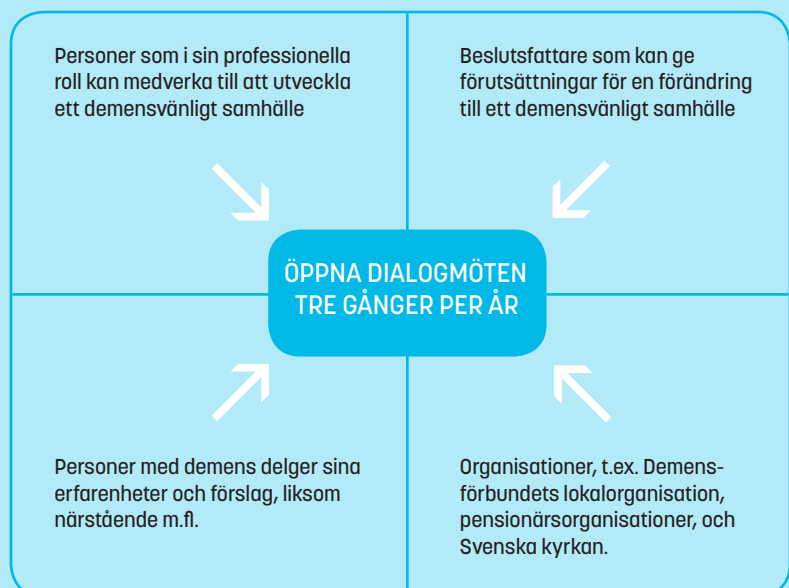 Personer som i sin professionella
roll kan medverka till att utveckla
ett demensvänligt samhälle
Beslutsfattare som kan ge
förutsättningar för en förändring
till ett demensvänligt samhälle
ÖPPNA DIALOGMÖTEN
TRE GÅNGER PER ÅR
Personer med demens delger sina
erfarenheter och förslag, liksom
närstående m.fl.
Organisationer, t.ex. Demens-
förbundets lokalorganisation,
pensionärsorganisationer, och
Svenska kyrkan.